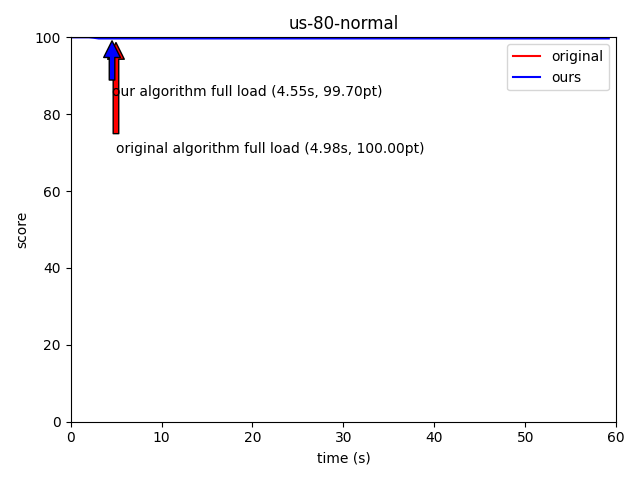 us-80-normal
original
ours
our algorithm full load (4.55s, 99.70pt)
original algorithm full load (4.98s, 100.00pt)
score
100
80
60
40
20
0
0 10 20 30 40 50 60
time (s)